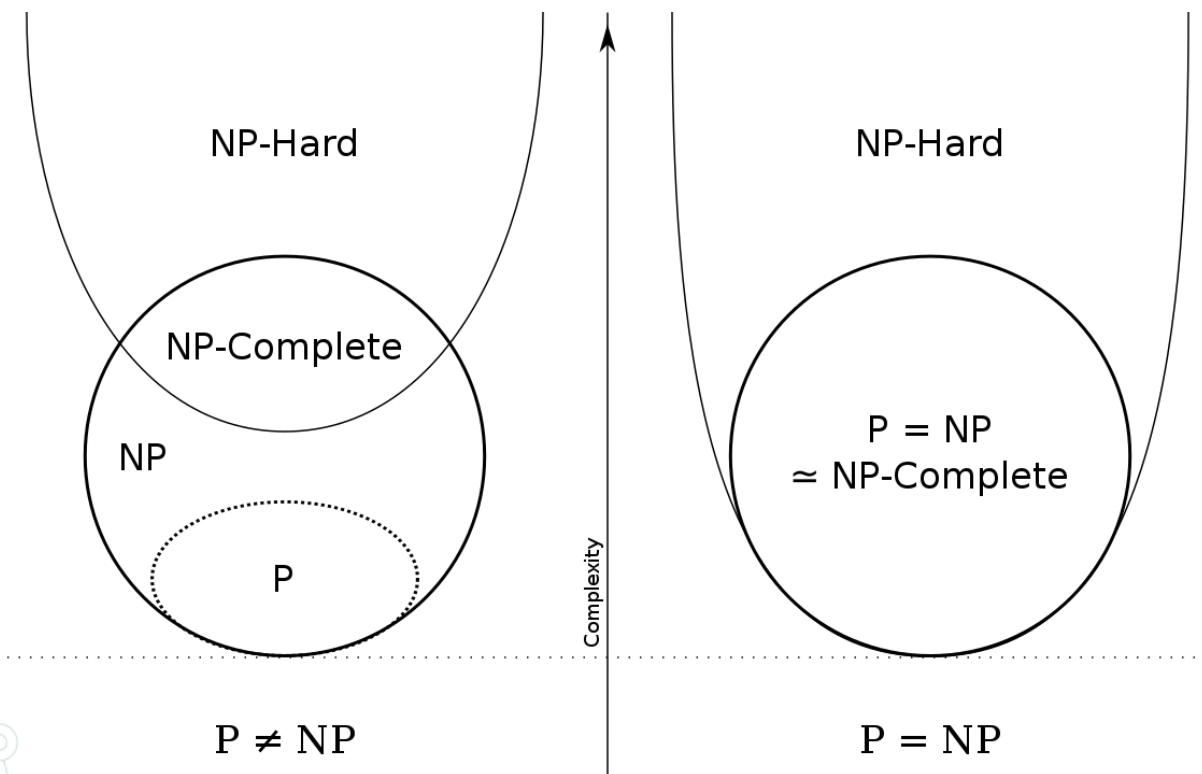 NP-Hard
NP-Complete
NP
P
P ≠ NP
Complexity
NP-Hard
P = NP
≃ NP-Complete
P = NP